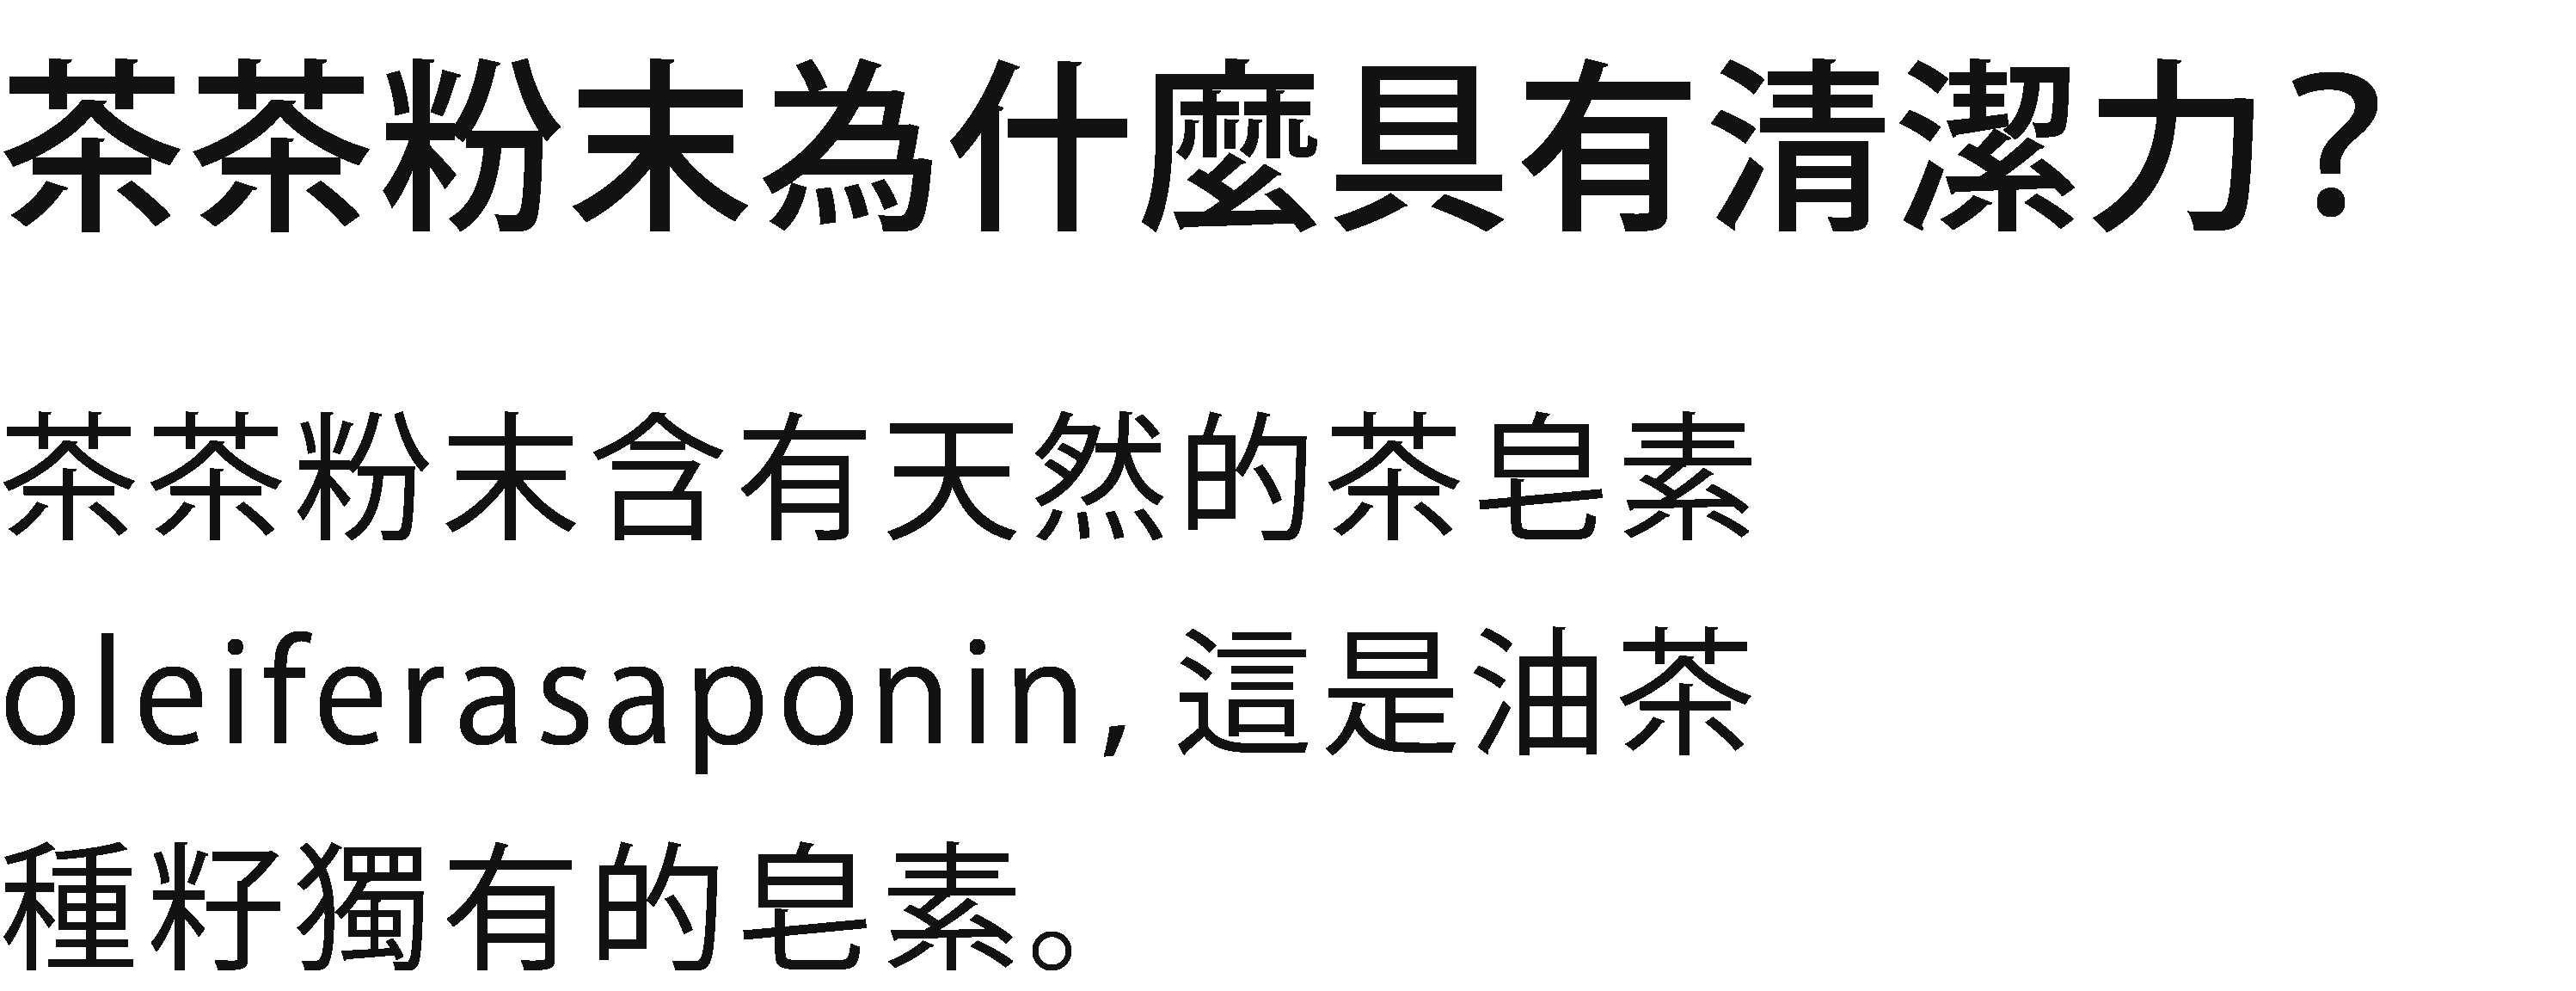 茶茶粉末為什麼具有清潔力？
茶茶粉末含有天然的茶皂素
oleiferasaponin, 這是油茶
種籽獨有的皂素。